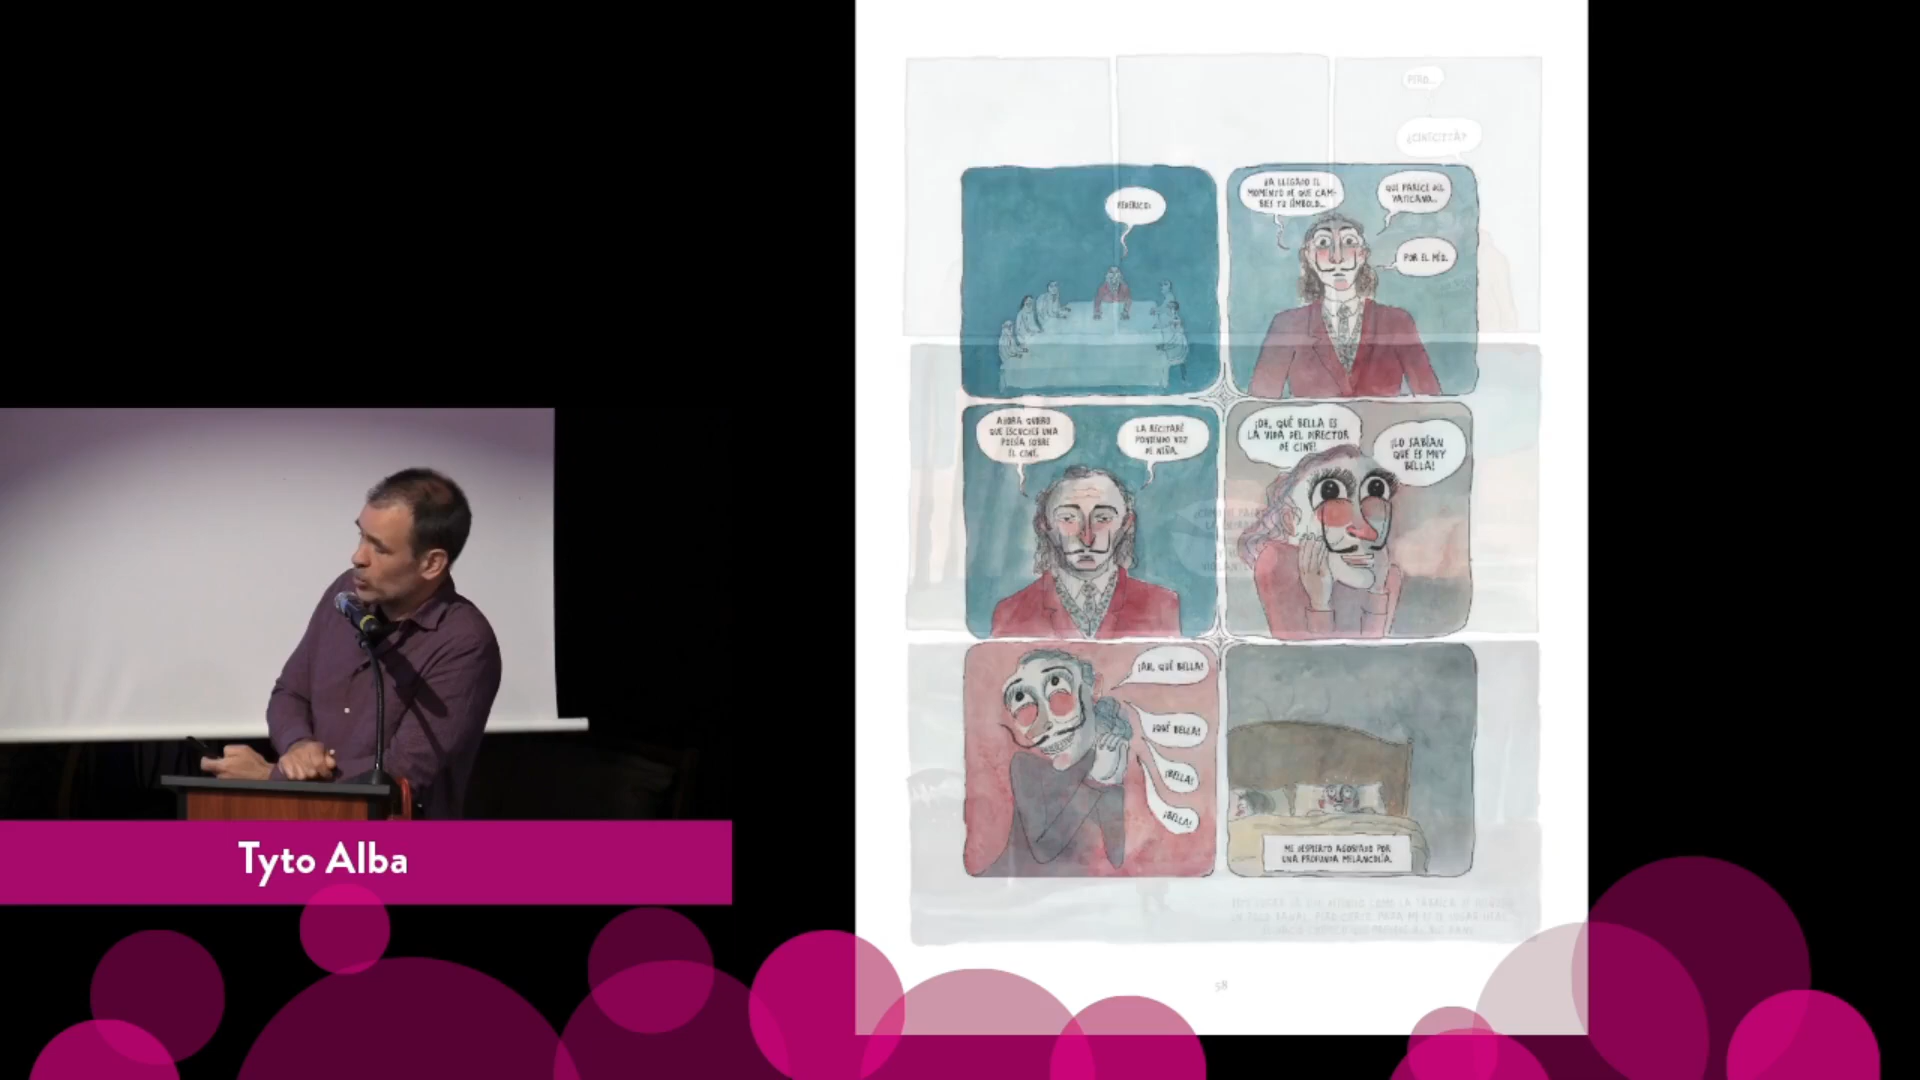 Tyto Alba
PERO...
¿CINECITTÀ?
FEDERICO:
HA LLEGADO EL
MOMENTO DE QUE CAM-
BIES TU SÍMBOLO...
QUE PARECE DEL
VATICANO...
POR EL MÍO.
AHORA QUIERO
QUE ESCUCHES UNA
POESÍA SOBRE
EL CINE.
LA RECITARÉ
PONIENDO VOZ
DE NIÑA.
¡OH, QUÉ BELLA ES
LA VIDA DEL DIRECTOR
DE CINE!
¡LO SABÍAN
QUE ES MUY
BELLA!
¡AH, QUÉ BELLA!
¡QUÉ BELLA!
¡BELLA!
¡BELLA!
ME DESPIERTO AGOBIADO POR
UNA PROFUNDA MELANCOLÍA.
58